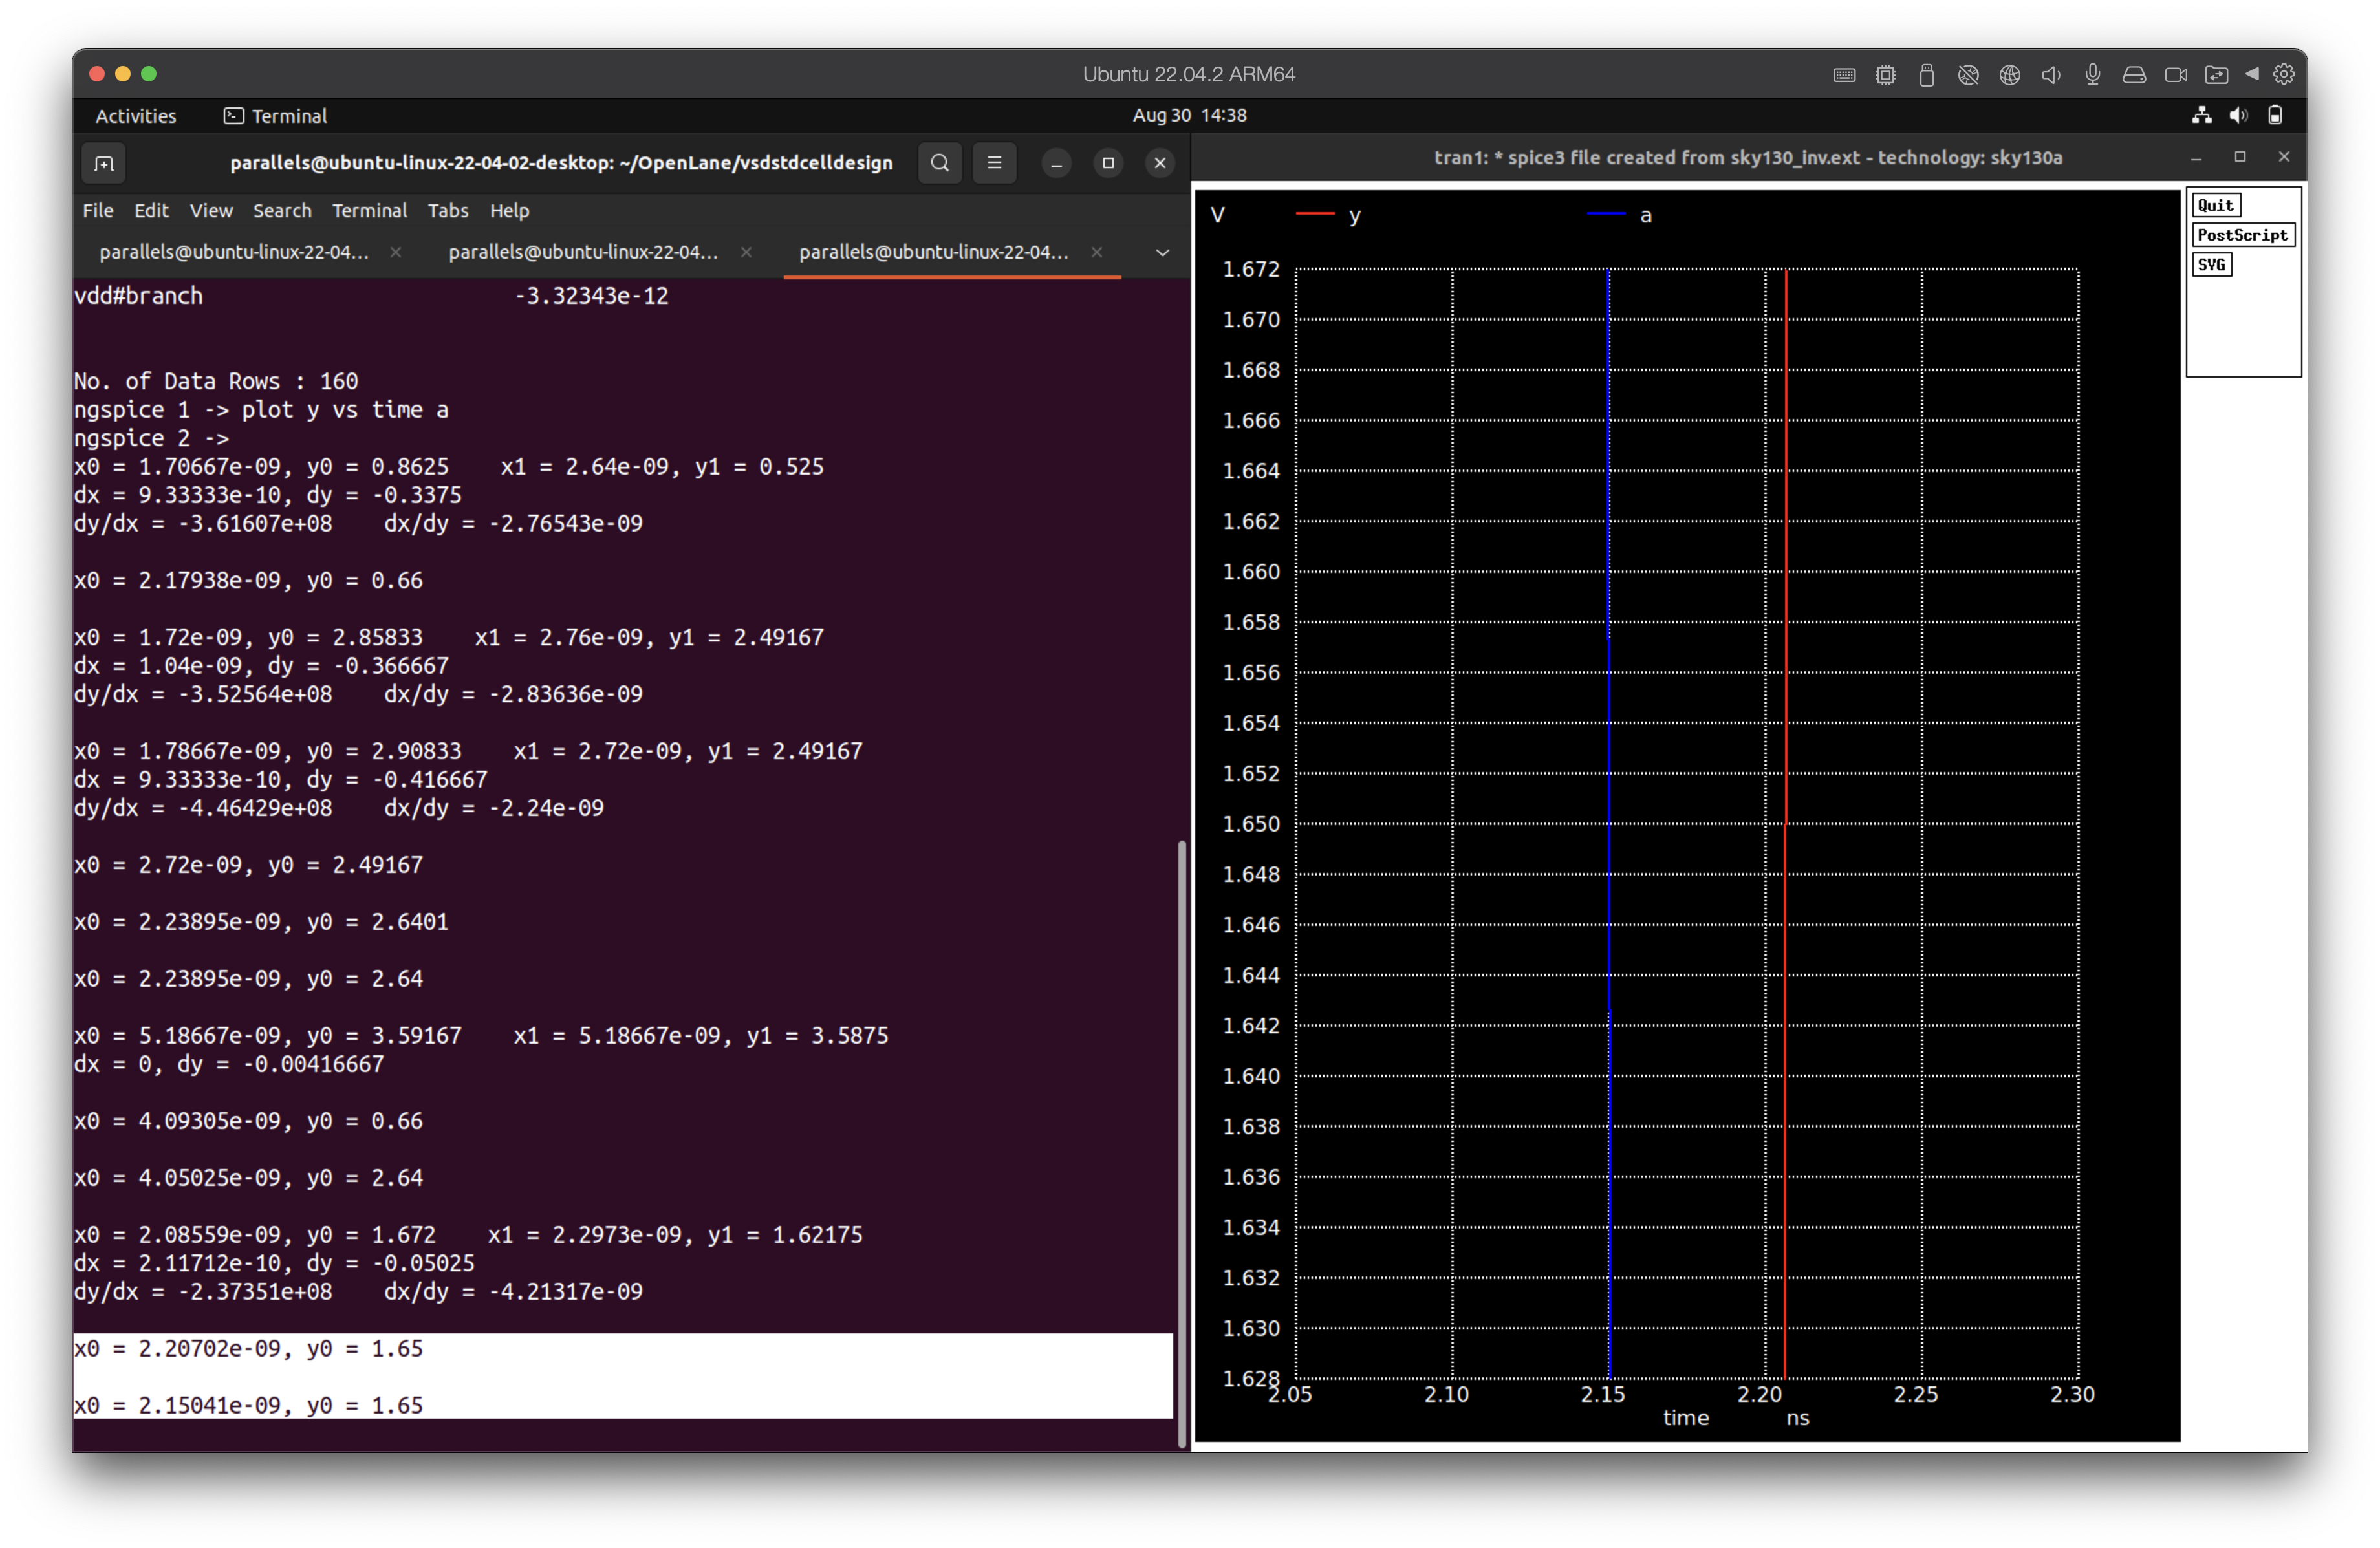 Ubuntu 22.04.2 ARM64
Activities Terminal Aug 30 14:38
parallels@ubuntu-linux-22-04-02-desktop: ~/OpenLane/vsdstdcelldesign
File Edit View Search Terminal Tabs Help
parallels@ubuntu-linux-22-04... parallels@ubuntu-linux-22-04... parallels@ubuntu-linux-22-04...
vdd#branch -3.32343e-12
No. of Data Rows : 160
ngspice 1 -> plot y vs time a
ngspice 2 ->
x0 = 1.70667e-09, y0 = 0.8625 x1 = 2.64e-09, y1 = 0.525
dx = 9.33333e-10, dy = -0.3375
dy/dx = -3.61607e+08 dx/dy = -2.76543e-09
x0 = 2.17938e-09, y0 = 0.66
x0 = 1.72e-09, y0 = 2.85833 x1 = 2.76e-09, y1 = 2.49167
dx = 1.04e-09, dy = -0.366667
dy/dx = -3.52564e+08 dx/dy = -2.83636e-09
x0 = 1.78667e-09, y0 = 2.90833 x1 = 2.72e-09, y1 = 2.49167
dx = 9.33333e-10, dy = -0.416667
dy/dx = -4.46429e+08 dx/dy = -2.24e-09
x0 = 2.72e-09, y0 = 2.49167
x0 = 2.23895e-09, y0 = 2.6401
x0 = 2.23895e-09, y0 = 2.64
x0 = 5.18667e-09, y0 = 3.59167 x1 = 5.18667e-09, y1 = 3.5875
dx = 0, dy = -0.00416667
x0 = 4.09305e-09, y0 = 0.66
x0 = 4.05025e-09, y0 = 2.64
x0 = 2.08559e-09, y0 = 1.672 x1 = 2.2973e-09, y1 = 1.62175
dx = 2.11712e-10, dy = -0.05025
dy/dx = -2.37351e+08 dx/dy = -4.21317e-09
x0 = 2.20702e-09, y0 = 1.65
x0 = 2.15041e-09, y0 = 1.65
tran1: * spice3 file created from sky130_inv.ext - technology: sky130a
V y a
Quit
PostScript
SVG
1.672
1.670
1.668
1.666
1.664
1.662
1.660
1.658
1.656
1.654
1.652
1.650
1.648
1.646
1.644
1.642
1.640
1.638
1.636
1.634
1.632
1.630
1.628
2.05 2.10 2.15 2.20 2.25 2.30
time ns